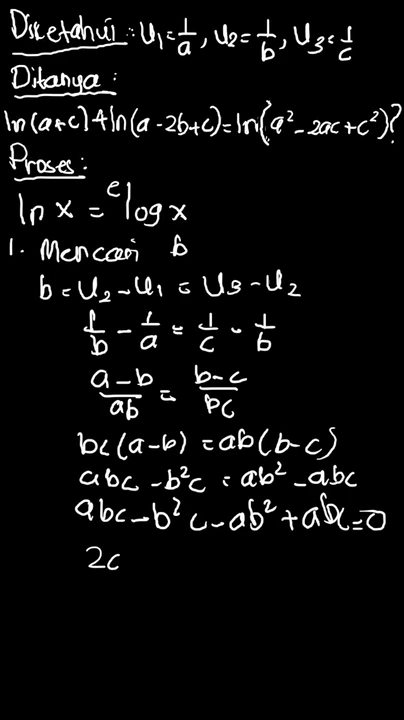 Diketahui: U₁=1/a, U₂=1/b, U₃=1/c
Ditanya:
ln(a+c)+ln(a-2b+c)=ln(a²-2ac+c²)?
Proses:
ln x = ᵉlog x
1. Mencari b
b = U₂ - U₁ = U₃ - U₂
1/b - 1/a = 1/c - 1/b
(a-b)/ab = (b-c)/bc
bc(a-b) = ab(b-c)
abc - b²c = ab² - abc
abc - b²c - ab² + abc = 0
2c